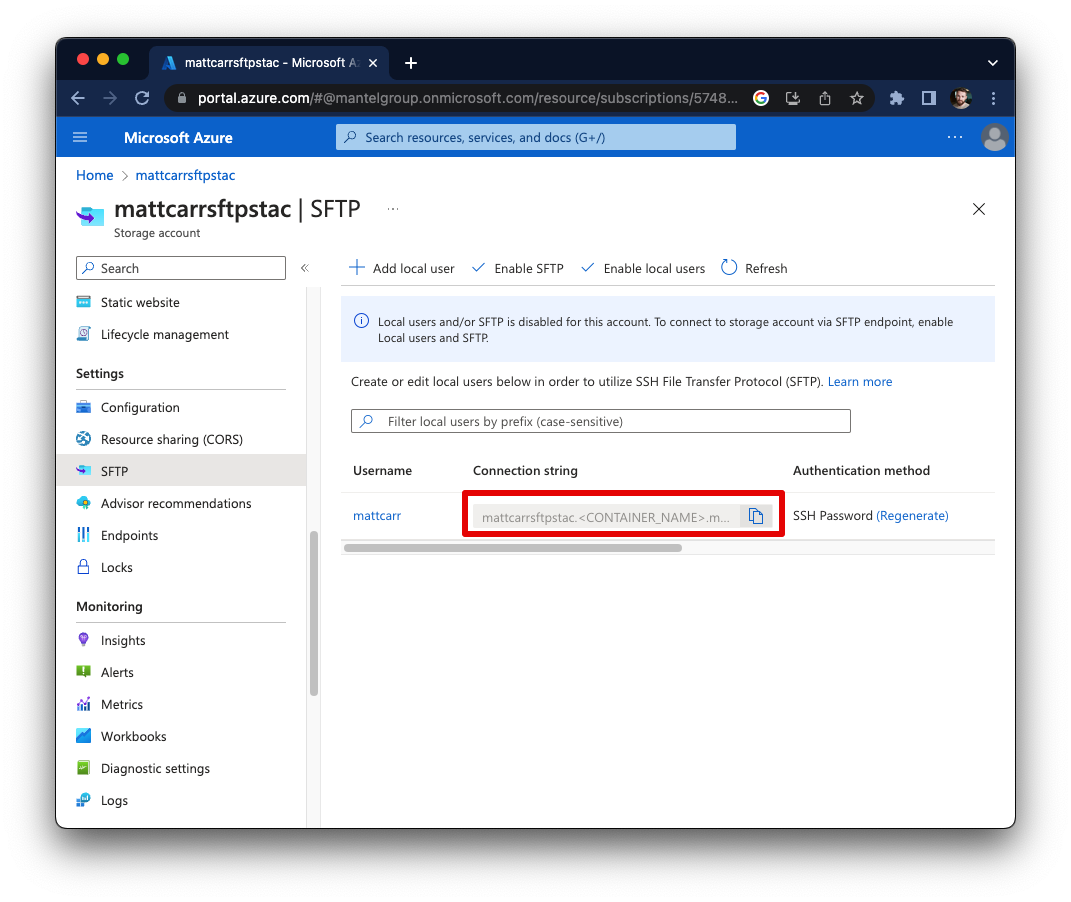 mattcarrsftpstac - Microsoft A
portal.azure.com/#@mantelgroup.onmicrosoft.com/resource/subscriptions/5748...
Microsoft Azure
Search resources, services, and docs (G+/)
Home > mattcarrsftpstac
mattcarrsftpstac | SFTP ...
Storage account
Search
«
Static website
Lifecycle management
Settings
Configuration
Resource sharing (CORS)
SFTP
Advisor recommendations
Endpoints
Locks
Monitoring
Insights
Alerts
Metrics
Workbooks
Diagnostic settings
Logs
Add local user Enable SFTP Enable local users Refresh
Local users and/or SFTP is disabled for this account. To connect to storage account via SFTP endpoint, enable
Local users and SFTP.
Create or edit local users below in order to utilize SSH File Transfer Protocol (SFTP). Learn more
Filter local users by prefix (case-sensitive)
Username Connection string Authentication method
mattcarr mattcarrsftpstac.<CONTAINER_NAME>.m... SSH Password (Regenerate)